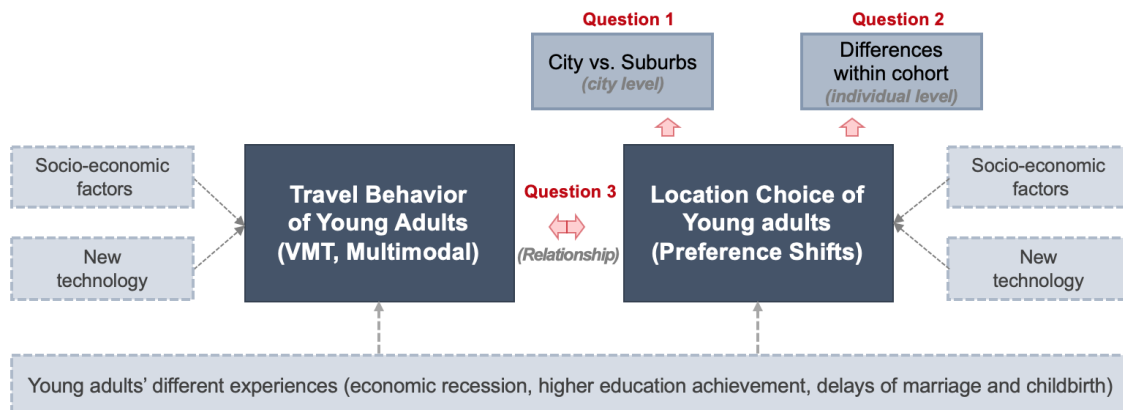 Question 1
City vs. Suburbs
(city level)
Question 2
Differences
within cohort
(individual level)
Socio-economic
factors
New
technology
Travel Behavior
of Young Adults
(VMT, Multimodal)
Question 3
(Relationship)
Location Choice of
Young adults
(Preference Shifts)
Socio-economic
factors
New
technology
Young adults’ different experiences (economic recession, higher education achievement, delays of marriage and childbirth)